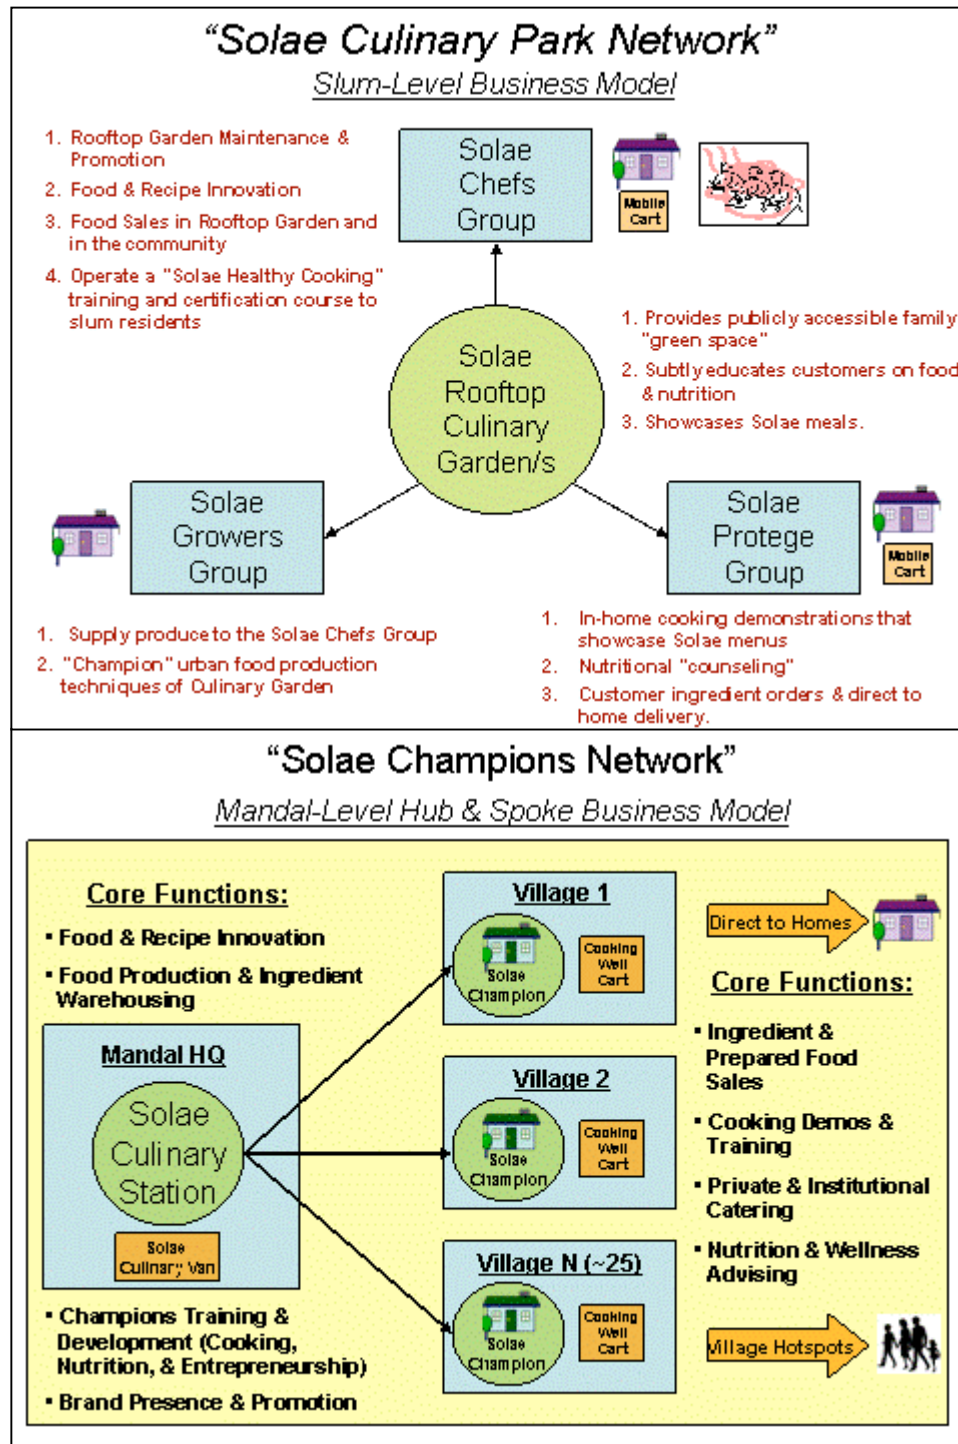 “Solae Culinary Park Network”
Slum-Level Business Model
1. Rooftop Garden Maintenance &
Promotion
2. Food & Recipe Innovation
3. Food Sales in Rooftop Garden and
in the community
4. Operate a "Solae Healthy Cooking"
training and certification course to
slum residents
Solae
Chefs
Group
Mobile
Cart
Solae
Rooftop
Culinary
Garden/s
1. Provides publicly accessible family
"green space"
2. Subtly educates customers on food
& nutrition
3. Showcases Solae meals.
Solae
Growers
Group
Solae
Protege
Group
Mobile
Cart
1. Supply produce to the Solae Chefs Group
2. "Champion" urban food production
techniques of Culinary Garden
1. In-home cooking demonstrations that
showcase Solae menus
2. Nutritional "counseling"
3. Customer ingredient orders & direct to
home delivery.
“Solae Champions Network”
Mandal-Level Hub & Spoke Business Model
Core Functions:
▪ Food & Recipe Innovation
▪ Food Production & Ingredient
Warehousing
Mandal HQ
Solae
Culinary
Station
Solae
Culinary Van
▪ Champions Training &
Development (Cooking,
Nutrition, & Entrepreneurship)
▪ Brand Presence & Promotion
Village 1
Solae
Champion
Cooking
Well
Cart
Village 2
Solae
Champion
Cooking
Well
Cart
Village N (~25)
Solae
Champion
Cooking
Well
Cart
Direct to Homes
Core Functions:
▪ Ingredient &
Prepared Food
Sales
▪ Cooking Demos &
Training
▪ Private & Institutional
Catering
▪ Nutrition & Wellness
Advising
Village Hotspots